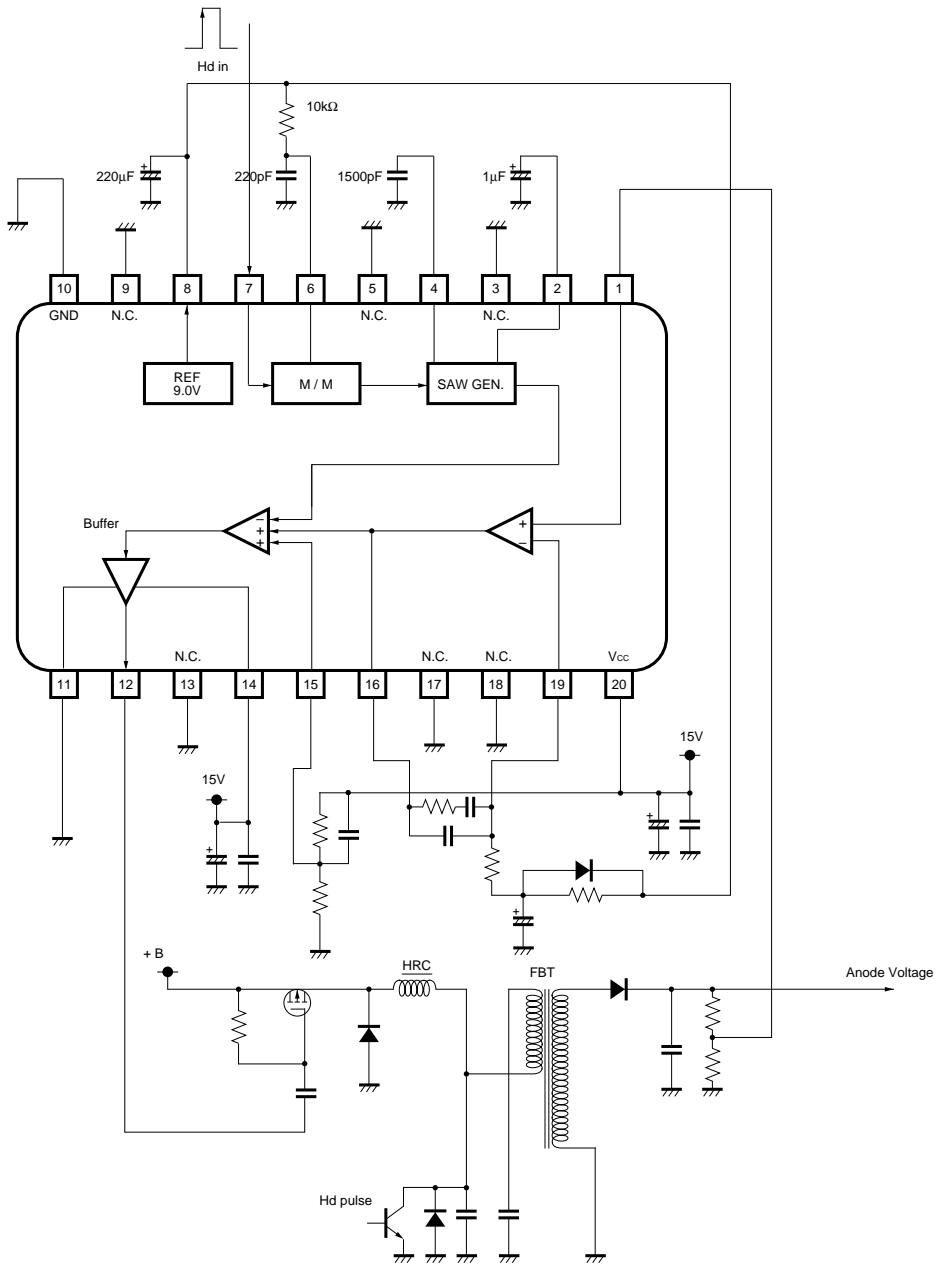 Hd in
10kΩ
220μF
220pF
1500pF
1μF
10
9
8
7
6
5
4
3
2
1
GND
N.C.
N.C.
N.C.
REF
9.0V
M / M
SAW GEN.
−
+
+
+
−
Buffer
N.C.
N.C.
N.C.
VCC
11
12
13
14
15
16
17
18
19
20
15V
15V
+
+
+
+ B
HRC
FBT
Anode Voltage
Hd pulse